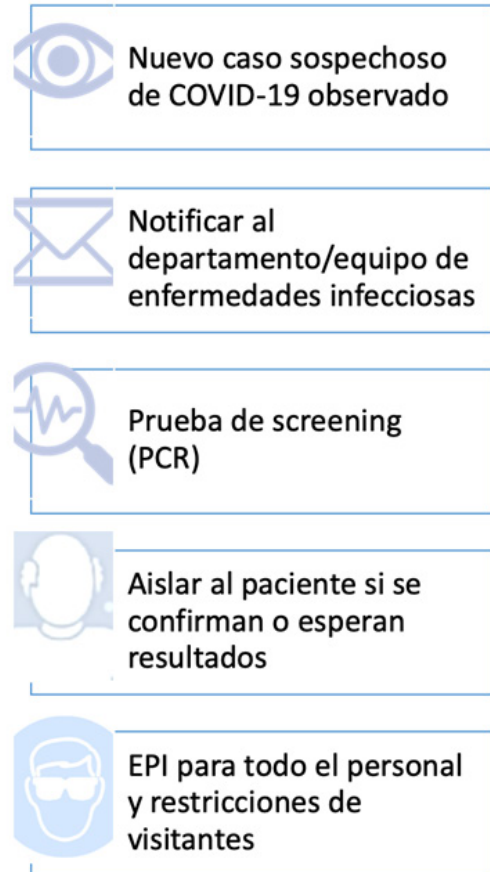 Nuevo caso sospechoso
de COVID-19 observado
Notificar al
departamento/equipo de
enfermedades infecciosas
Prueba de screening
(PCR)
Aislar al paciente si se
confirman o esperan
resultados
EPI para todo el personal
y restricciones de
visitantes